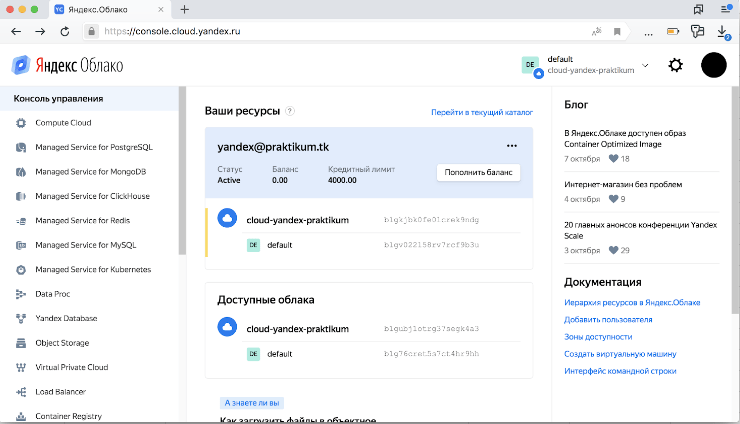 Яндекс.Облако
https://console.cloud.yandex.ru
Яндекс Облако
DE
default
cloud-yandex-praktikum
Консоль управления
Compute Cloud
Managed Service for PostgreSQL
Managed Service for MongoDB
Managed Service for ClickHouse
Managed Service for Redis
Managed Service for MySQL
Managed Service for Kubernetes
Data Proc
Yandex Database
Object Storage
Virtual Private Cloud
Load Balancer
Container Registry
Ваши ресурсы
Перейти в текущий каталог
yandex@praktikum.tk
Статус Баланс Кредитный лимит
Active 0.00 4000.00
Пополнить баланс
cloud-yandex-praktikum
DE default
Доступные облака
cloud-yandex-praktikum
DE default
А знаете ли вы
Как загрузить файлы в объектное
Блог
В Яндекс.Облаке доступен образ
Container Optimized Image
7 октября 18
Интернет-магазин без проблем
4 октября 9
20 главных анонсов конференции Yandex
Scale
3 октября 29
Документация
Иерархия ресурсов в Яндекс.Облаке
Добавить пользователя
Зоны доступности
Создать виртуальную машину
Интерфейс командной строки